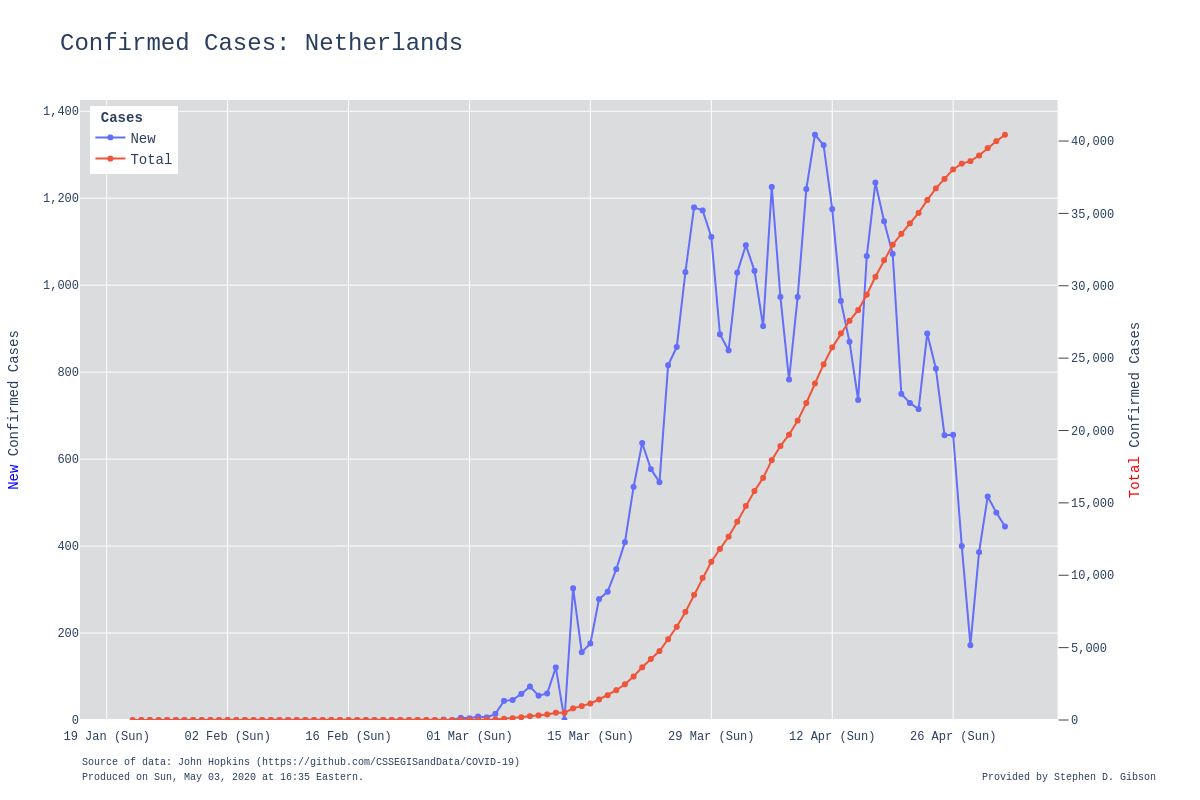 Confirmed Cases: Netherlands
Cases
New
Total
1,400
1,200
1,000
800
600
400
200
0
40,000
35,000
30,000
25,000
20,000
15,000
10,000
5,000
0
New Confirmed Cases
Total Confirmed Cases
19 Jan (Sun)
02 Feb (Sun)
16 Feb (Sun)
01 Mar (Sun)
15 Mar (Sun)
29 Mar (Sun)
12 Apr (Sun)
26 Apr (Sun)
Source of data: John Hopkins (https://github.com/CSSEGISandData/COVID-19)
Produced on Sun, May 03, 2020 at 16:35 Eastern.
Provided by Stephen D. Gibson